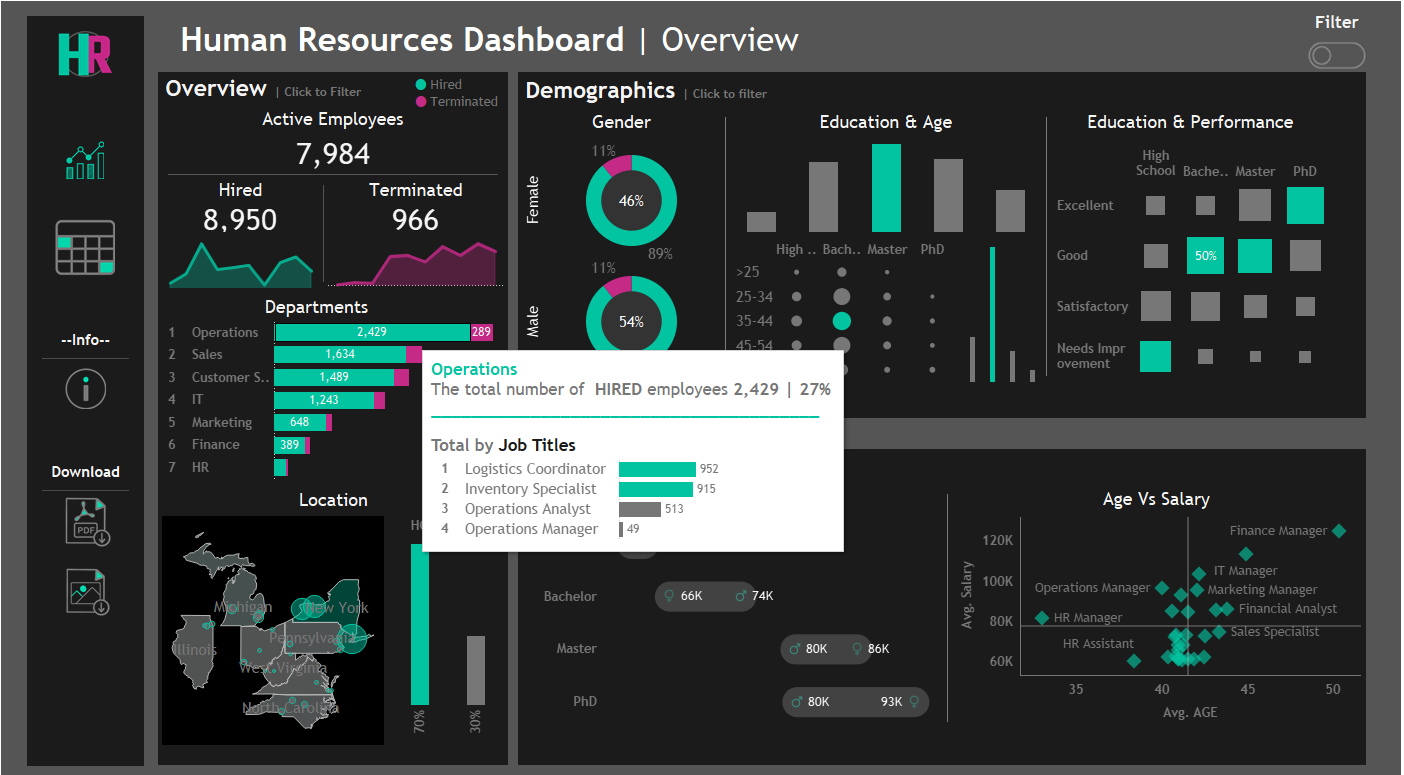 HR
Human Resources Dashboard | Overview
Filter
Overview | Click to Filter
Hired
Terminated
Active Employees
7,984
Hired
8,950
Terminated
966
Departments
1 Operations 2,429 289
2 Sales 1,634
3 Customer S.. 1,489
4 IT 1,243
5 Marketing 648
6 Finance 389
7 HR
Location
Michigan
New York
Illinois
Pennsylvania
West Virginia
North Carolina
70%
30%
--Info--
i
Download
PDF
Demographics | Click to filter
Gender
Female
11%
46%
89%
Male
11%
54%
Education & Age
High .. Bach.. Master PhD
>25
25-34
35-44
45-54
Education & Performance
High
School Bache.. Master PhD
Excellent
Good 50%
Satisfactory
Needs Impr
ovement
Operations
The total number of HIRED employees 2,429 | 27%
Total by Job Titles
1 Logistics Coordinator 952
2 Inventory Specialist 915
3 Operations Analyst 513
4 Operations Manager 49
Bachelor ♀ 66K ♂ 74K
Master ♂ 80K ♀ 86K
PhD ♂ 80K 93K ♀
Age Vs Salary
Avg. Salary
120K
100K
80K
60K
Finance Manager
IT Manager
Operations Manager
Marketing Manager
Financial Analyst
HR Manager
Sales Specialist
HR Assistant
35 40 45 50
Avg. AGE